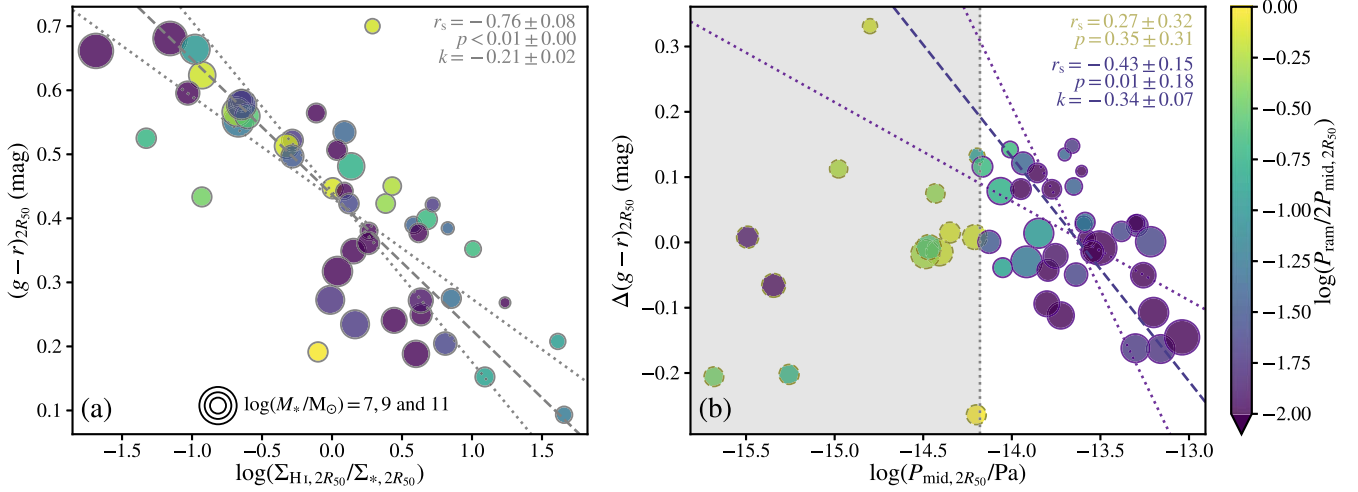 r_s = −0.76 ± 0.08
p < 0.01 ± 0.00
k = −0.21 ± 0.02
0.7
0.6
0.5
0.4
0.3
0.2
0.1
(g − r)_{2R_{50}} (mag)
(a)
log(M_*/M_⊙) = 7, 9 and 11
−1.5 −1.0 −0.5 0.0 0.5 1.0 1.5
log(Σ_{H I, 2R_{50}}/Σ_{*, 2R_{50}})
r_s = 0.27 ± 0.32
p = 0.35 ± 0.31
r_s = −0.43 ± 0.15
p = 0.01 ± 0.18
k = −0.34 ± 0.07
0.3
0.2
0.1
0.0
−0.1
−0.2
Δ(g − r)_{2R_{50}} (mag)
(b)
−15.5 −15.0 −14.5 −14.0 −13.5 −13.0
log(P_{mid, 2R_{50}}/Pa)
0.00
−0.25
−0.50
−0.75
−1.00
−1.25
−1.50
−1.75
−2.00
log(P_{ram}/2P_{mid, 2R_{50}})